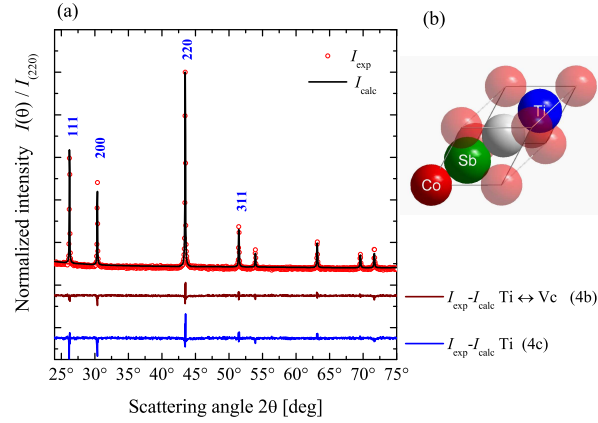 (a)
(b)
Normalized intensity I(θ) / I(220)
Iexp
Icalc
111
200
220
311
Ti
Sb
Co
Iexp-Icalc Ti ↔ Vc (4b)
Iexp-Icalc Ti (4c)
25° 30° 35° 40° 45° 50° 55° 60° 65° 70° 75°
Scattering angle 2θ [deg]